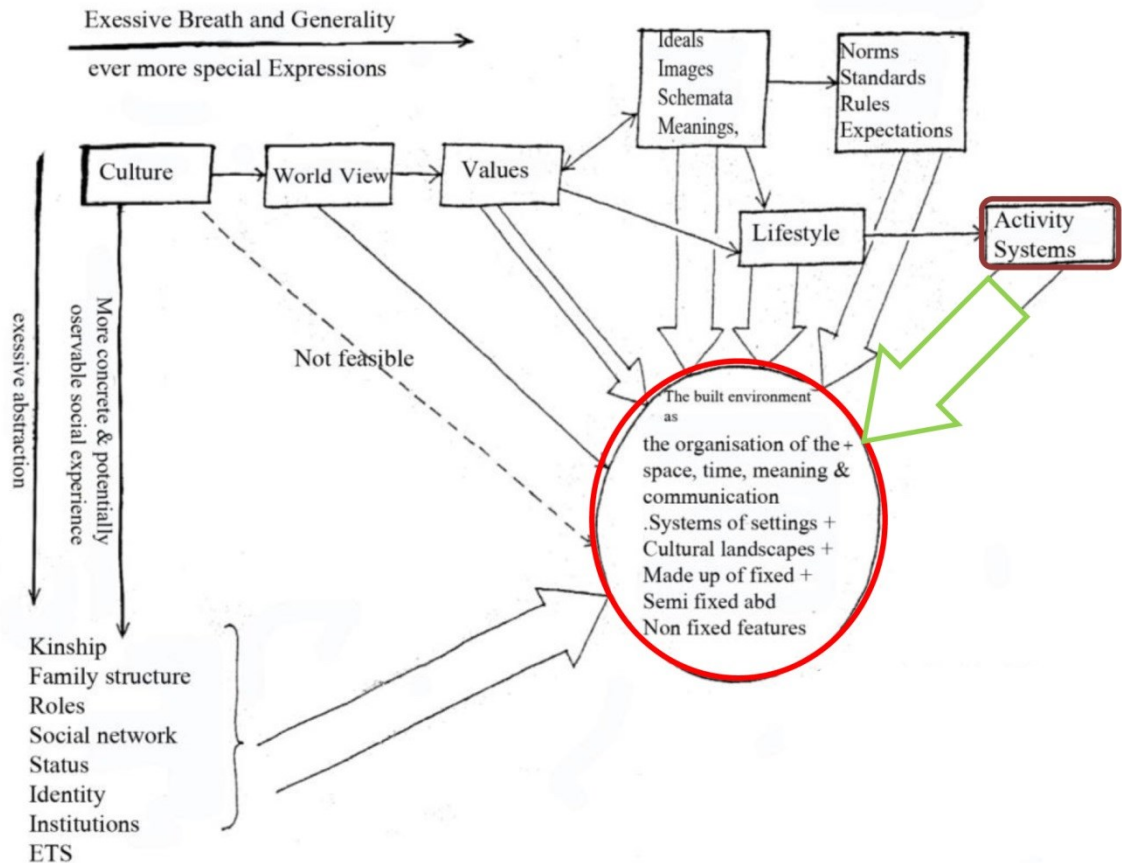 Exessive Breath and Generality
ever more special Expressions
Ideals
Images
Schemata
Meanings,
Norms
Standards
Rules
Expectations
Culture
World View
Values
Lifestyle
Activity
Systems
exessive abstraction
More concrete & potentially
oservable social experience
Not feasible
The built environment
as
the organisation of the +
space, time, meaning &
communication
.Systems of settings +
Cultural landscapes +
Made up of fixed +
Semi fixed abd
Non fixed features
Kinship
Family structure
Roles
Social network
Status
Identity
Institutions
ETS